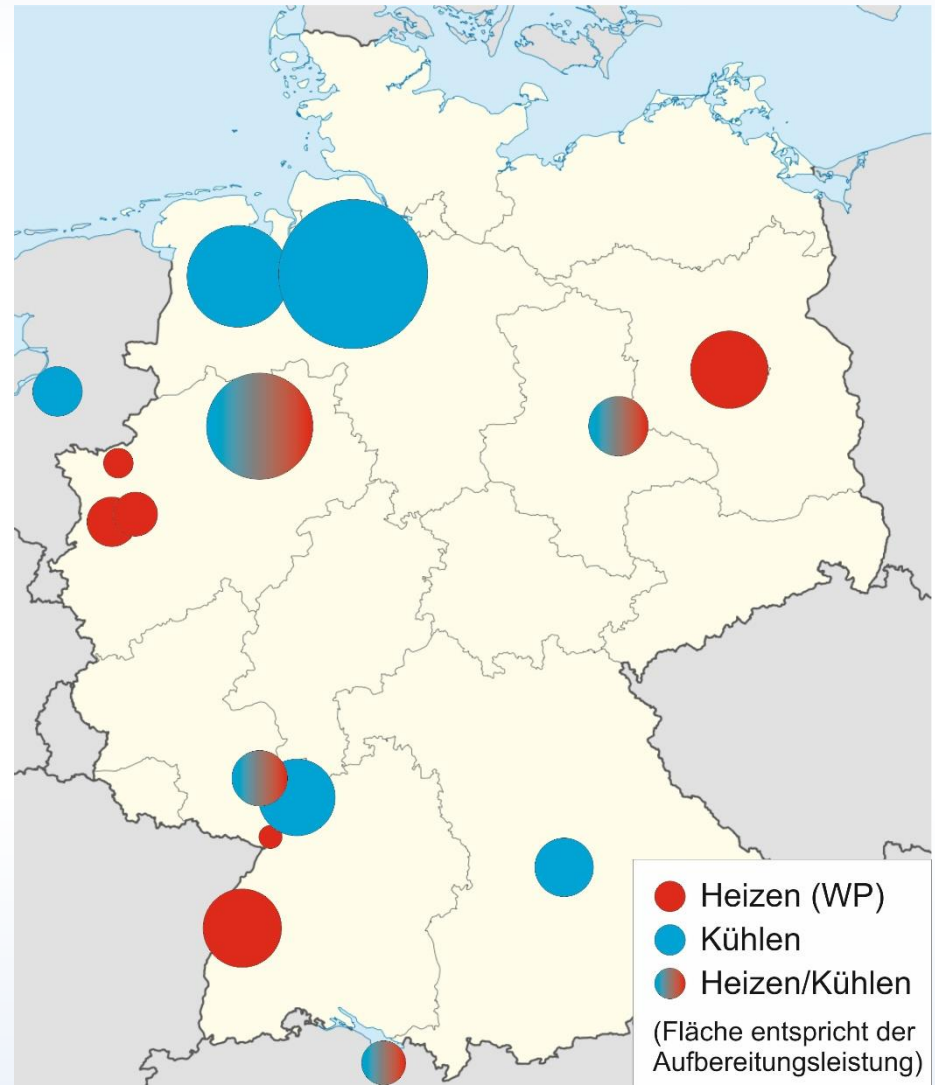 Heizen (WP)
Kühlen
Heizen/Kühlen
(Fläche entspricht der
Aufbereitungsleistung)